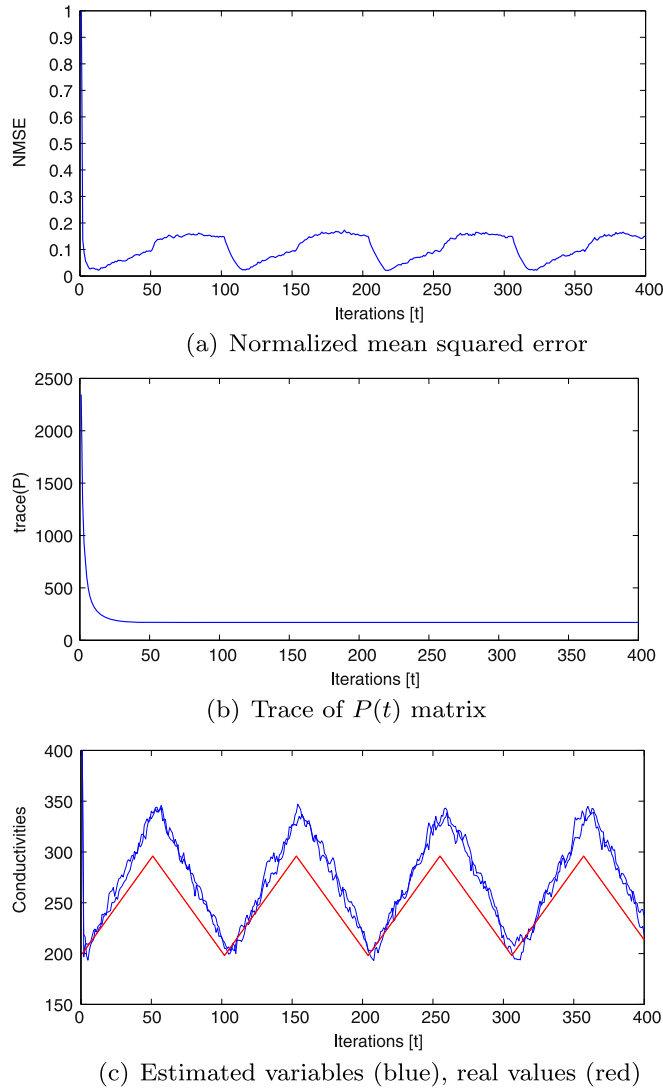 1
0.9
0.8
0.7
0.6
0.5
0.4
0.3
0.2
0.1
0
NMSE
0 50 100 150 200 250 300 350 400
Iterations [t]
(a) Normalized mean squared error
2500
2000
1500
1000
500
0
trace(P)
0 50 100 150 200 250 300 350 400
Iterations [t]
(b) Trace of P(t) matrix
400
350
300
250
200
150
Conductivities
0 50 100 150 200 250 300 350 400
Iterations [t]
(c) Estimated variables (blue), real values (red)